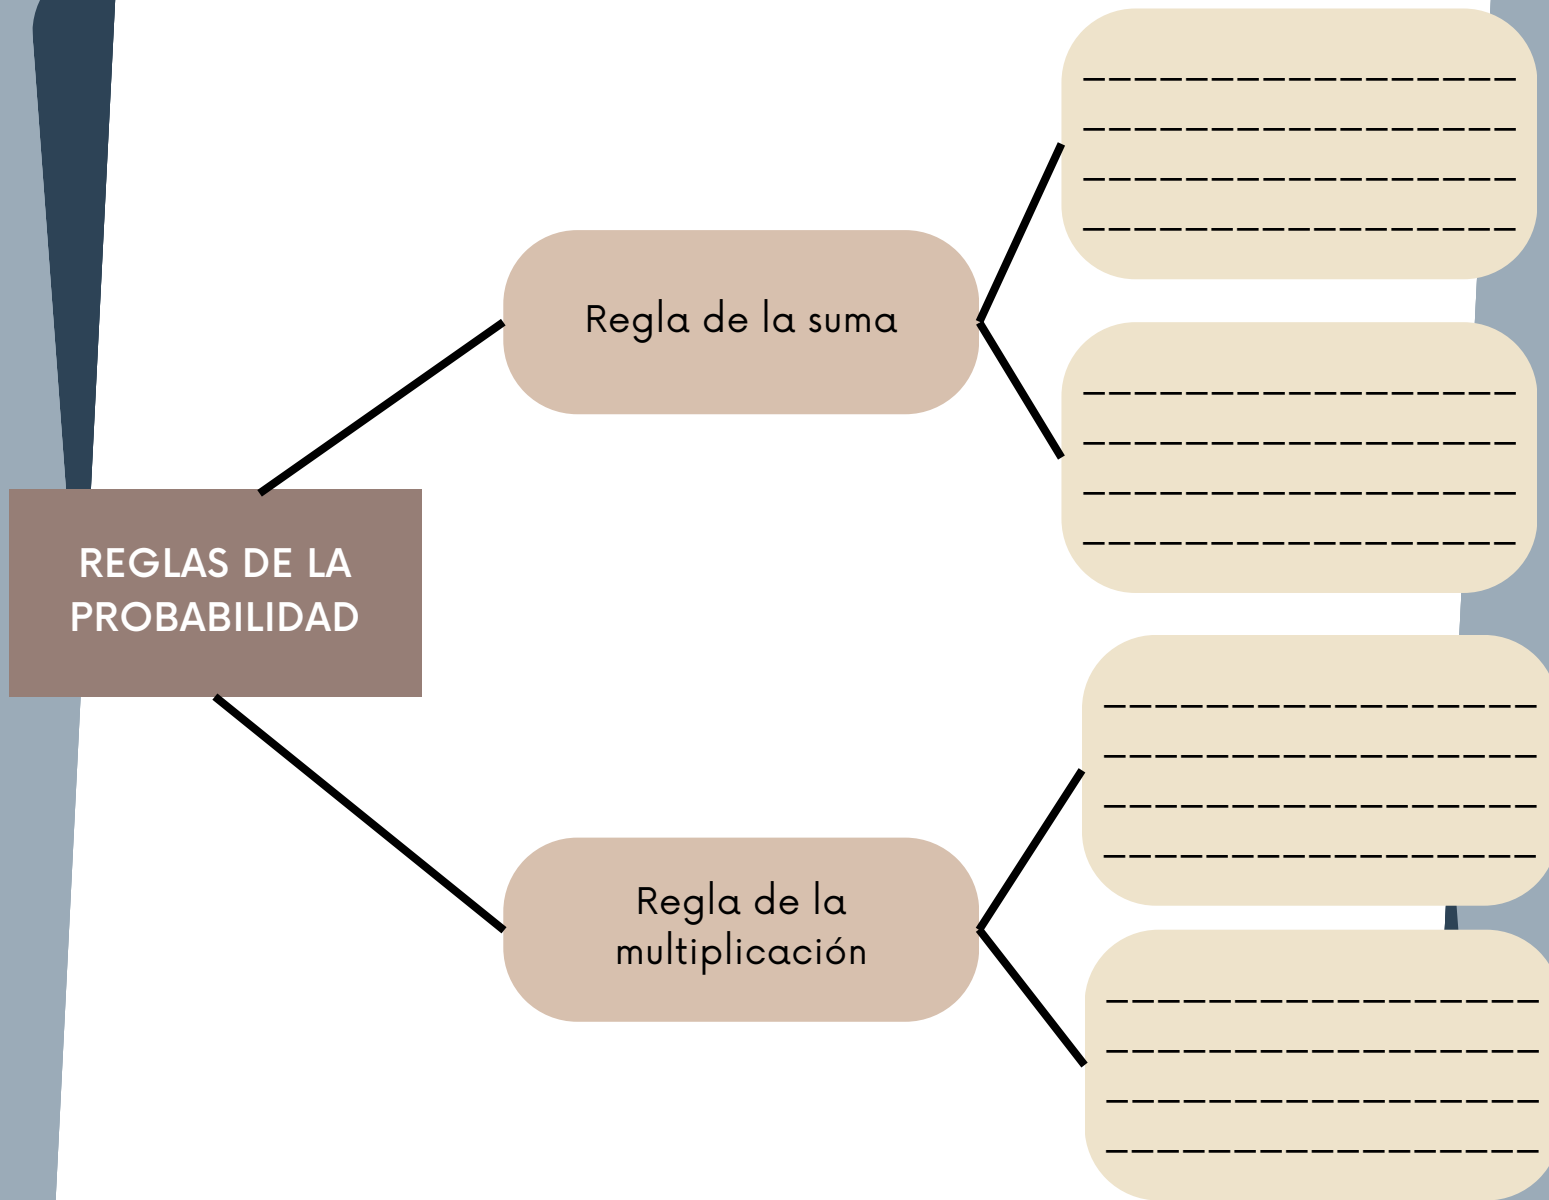 REGLAS DE LA
PROBABILIDAD
Regla de la suma
Regla de la
multiplicación